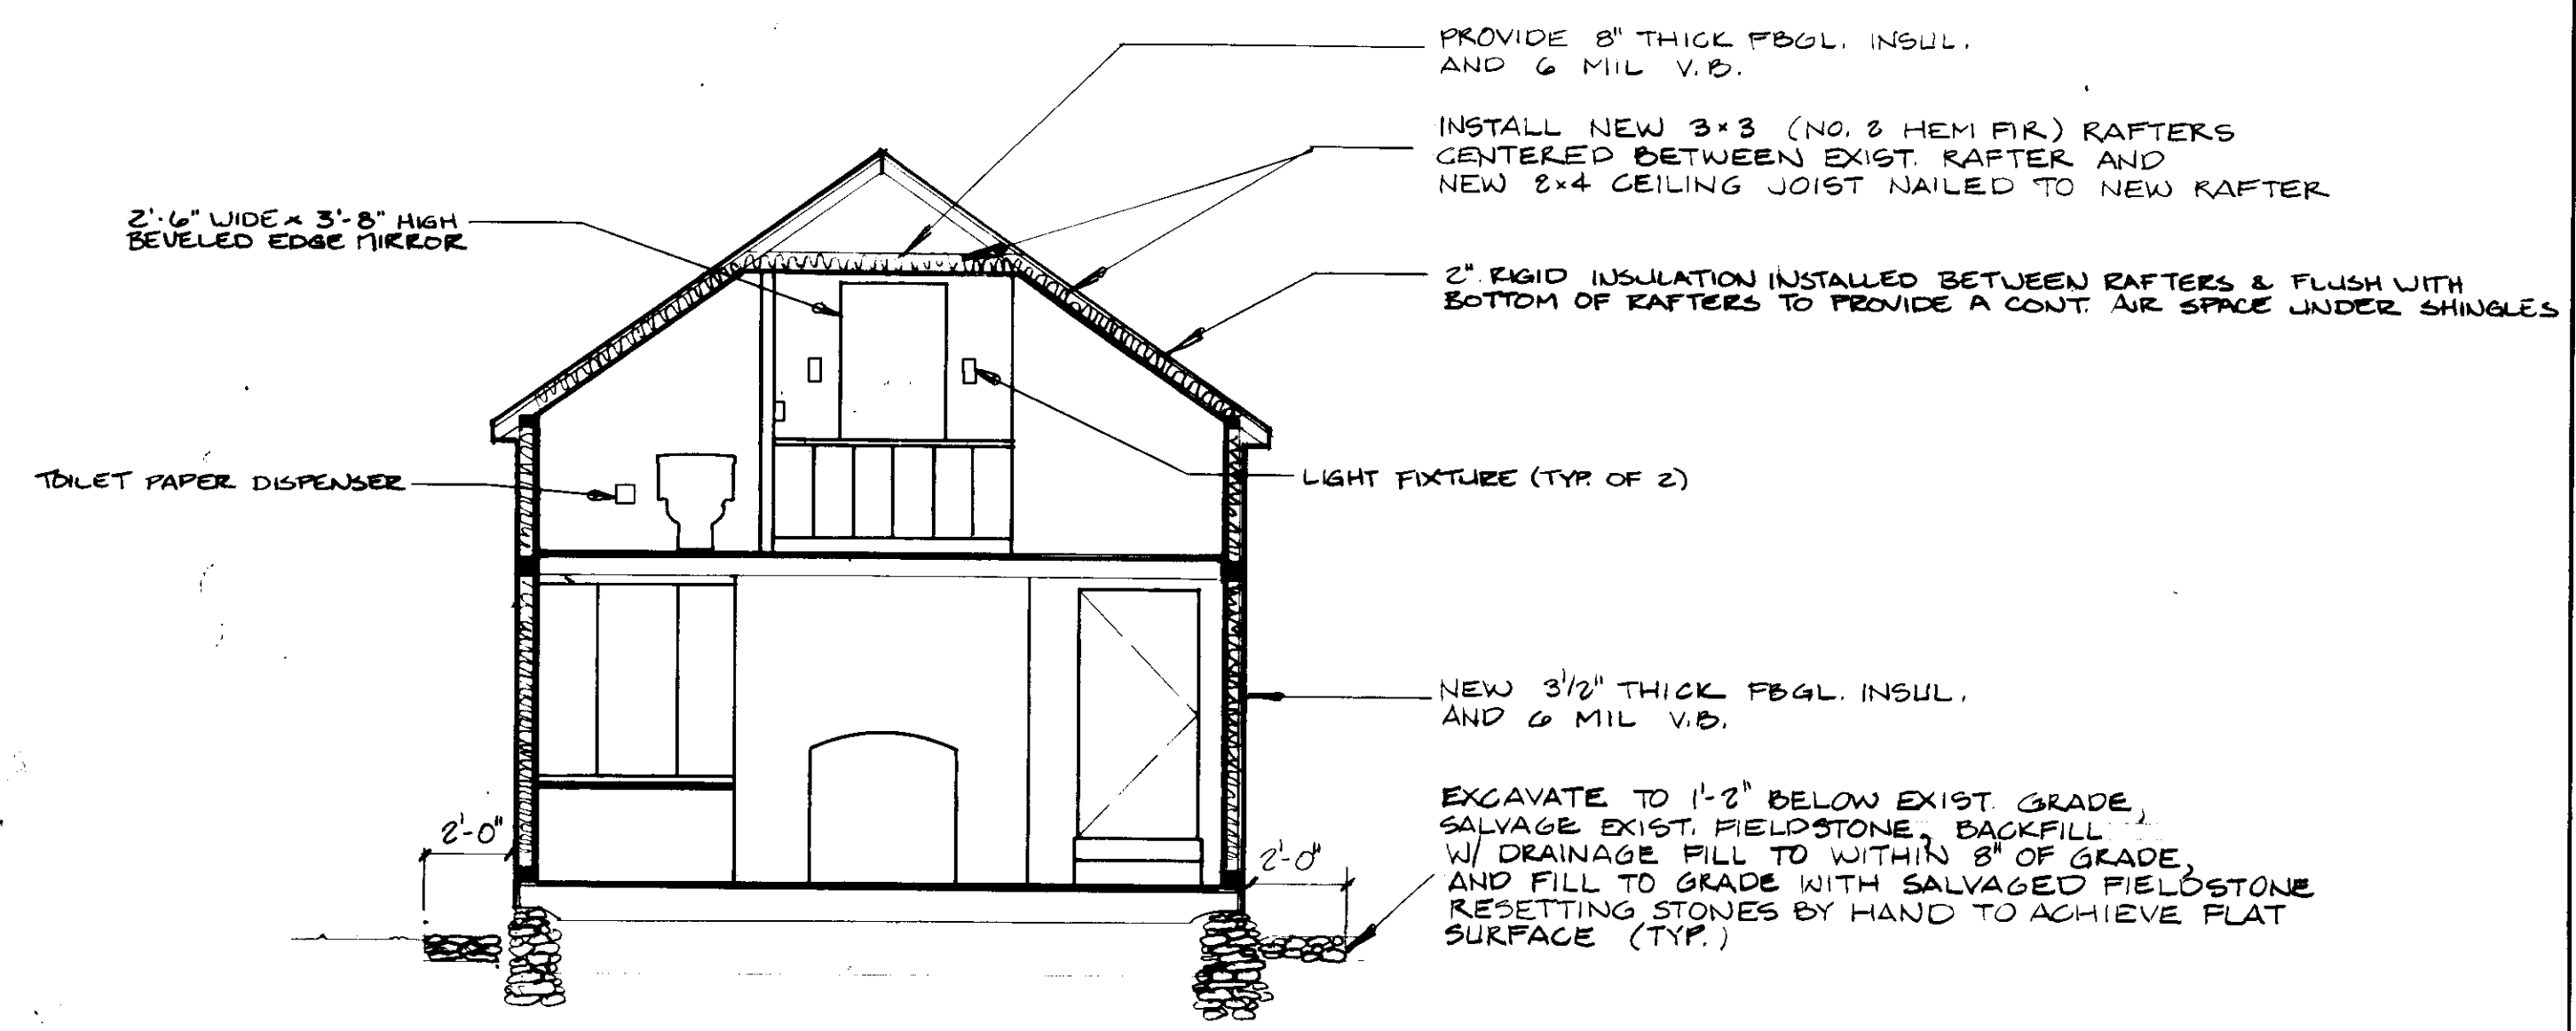 PROVIDE 8" THICK FBGL. INSUL.
AND 6 MIL V.B.
INSTALL NEW 3×3 (NO. 2 HEM FIR) RAFTERS
CENTERED BETWEEN EXIST. RAFTER AND
NEW 2×4 CEILING JOIST NAILED TO NEW RAFTER
2'-6" WIDE × 3'-8" HIGH
BEVELED EDGE MIRROR
2" RIGID INSULATION INSTALLED BETWEEN RAFTERS & FLUSH WITH
BOTTOM OF RAFTERS TO PROVIDE A CONT. AIR SPACE UNDER SHINGLES
TOILET PAPER DISPENSER
LIGHT FIXTURE (TYP. OF 2)
NEW 3 1/2" THICK FBGL. INSUL.
AND 6 MIL V.B.
2'-0"
2'-0"
EXCAVATE TO 1'-2" BELOW EXIST. GRADE,
SALVAGE EXIST. FIELDSTONE, BACKFILL
W/ DRAINAGE FILL TO WITHIN 8" OF GRADE,
AND FILL TO GRADE WITH SALVAGED FIELDSTONE
RESETTING STONES BY HAND TO ACHIEVE FLAT
SURFACE (TYP.)